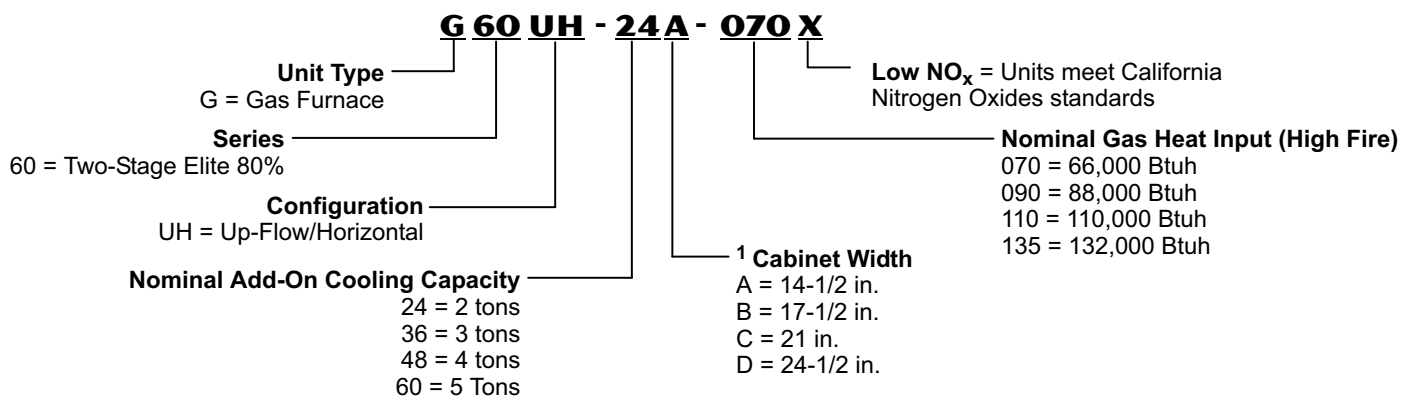 G 60 UH - 24 A - 070 X
Unit Type
G = Gas Furnace
Series
60 = Two-Stage Elite 80%
Configuration
UH = Up-Flow/Horizontal
Nominal Add-On Cooling Capacity
24 = 2 tons
36 = 3 tons
48 = 4 tons
60 = 5 Tons
Low NOx = Units meet California
Nitrogen Oxides standards
Nominal Gas Heat Input (High Fire)
070 = 66,000 Btuh
090 = 88,000 Btuh
110 = 110,000 Btuh
135 = 132,000 Btuh
1 Cabinet Width
A = 14-1/2 in.
B = 17-1/2 in.
C = 21 in.
D = 24-1/2 in.